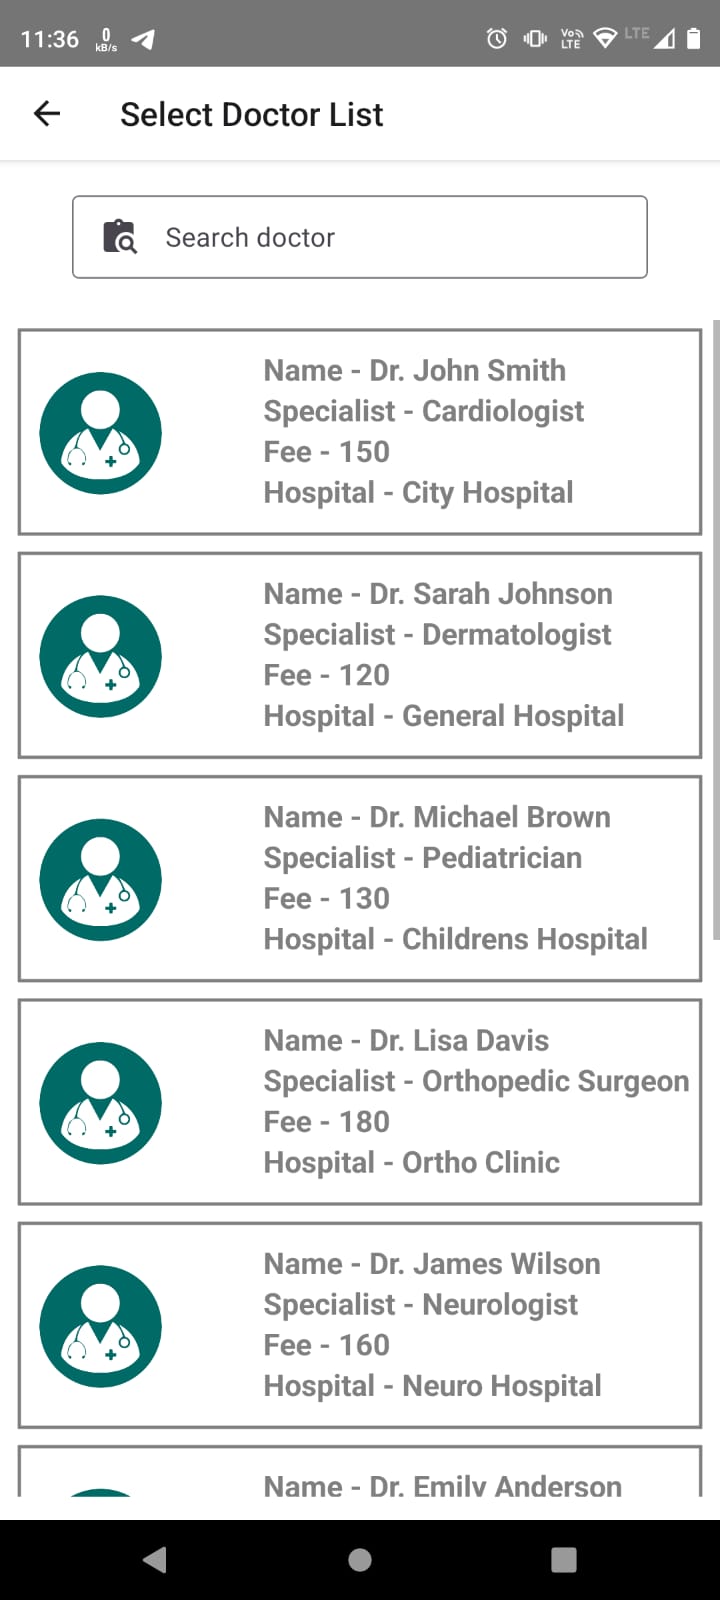 11:36 0 kB/s Vo LTE LTE
Select Doctor List
Search doctor
Name - Dr. John Smith
Specialist - Cardiologist
Fee - 150
Hospital - City Hospital
Name - Dr. Sarah Johnson
Specialist - Dermatologist
Fee - 120
Hospital - General Hospital
Name - Dr. Michael Brown
Specialist - Pediatrician
Fee - 130
Hospital - Childrens Hospital
Name - Dr. Lisa Davis
Specialist - Orthopedic Surgeon
Fee - 180
Hospital - Ortho Clinic
Name - Dr. James Wilson
Specialist - Neurologist
Fee - 160
Hospital - Neuro Hospital
Name - Dr. Emily Anderson